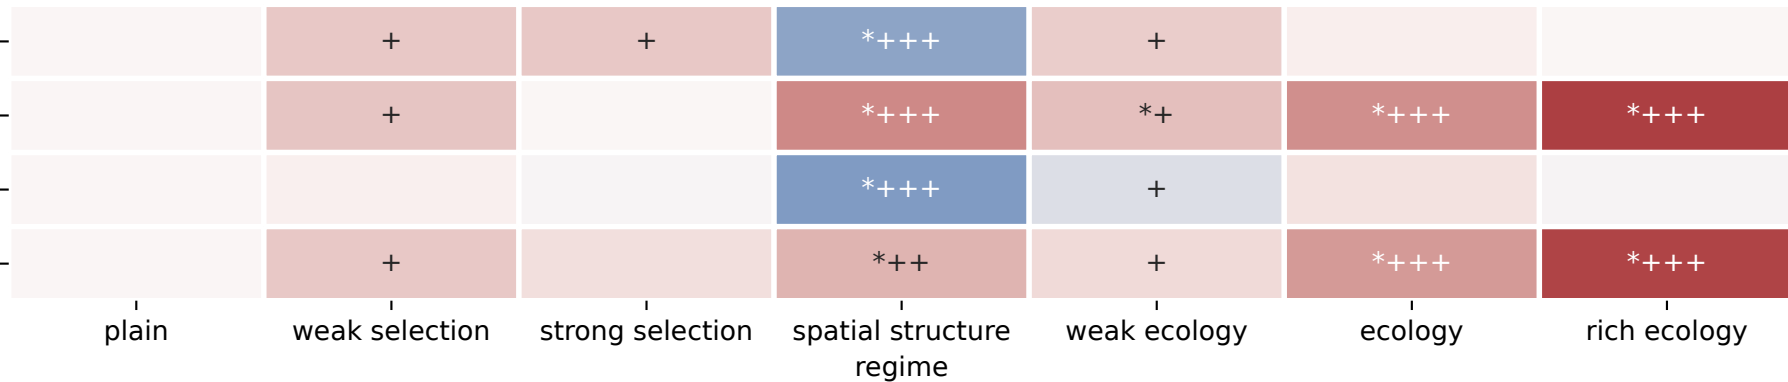 + + *+++ +
+ *+++ *+ *+++ *+++
*+++ +
+ *++ + *+++ *+++
plain weak selection strong selection spatial structure weak ecology ecology rich ecology
regime